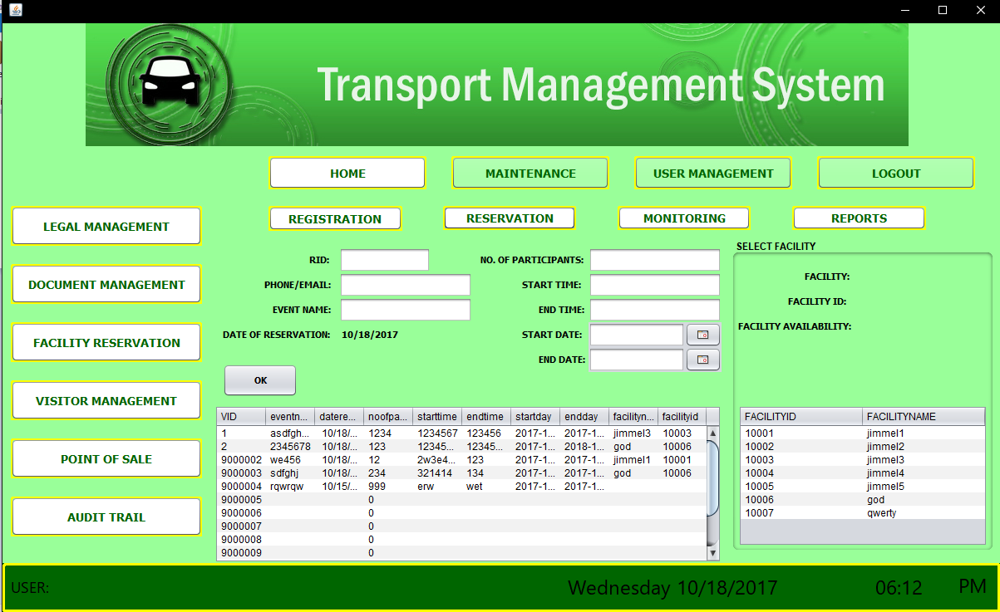 Transport Management System
HOME MAINTENANCE USER MANAGEMENT LOGOUT
REGISTRATION RESERVATION MONITORING REPORTS
LEGAL MANAGEMENT
DOCUMENT MANAGEMENT
FACILITY RESERVATION
VISITOR MANAGEMENT
POINT OF SALE
AUDIT TRAIL
RID:
PHONE/EMAIL:
EVENT NAME:
DATE OF RESERVATION: 10/18/2017
OK
NO. OF PARTICIPANTS:
START TIME:
END TIME:
START DATE:
END DATE:
SELECT FACILITY
FACILITY:
FACILITY ID:
FACILITY AVAILABILITY:
VID eventn... datere... noofpa... starttime endtime startday endday facilityn... facilityid
1 asdfgh... 10/18/... 1234 1234567 123456 2017-1... 2017-1... jimmel3 10003
2 2345678 10/18/... 123 12345... 12345... 2017-1... 2018-1... god 10006
9000002 we456 10/18/... 12 2w3e4... 123 2017-1... 2017-1... jimmel1 10001
9000003 sdfghj 10/18/... 234 321414 134 2017-1... 2017-1... god 10006
9000004 rqwrqw 10/15/... 999 erw wet 2017-1... 2017-1...
9000005 0
9000006 0
9000007 0
9000008 0
9000009 0
FACILITYID FACILITYNAME
10001 jimmel1
10002 jimmel2
10003 jimmel3
10004 jimmel4
10005 jimmel5
10006 god
10007 qwerty
USER: Wednesday 10/18/2017 06:12 PM